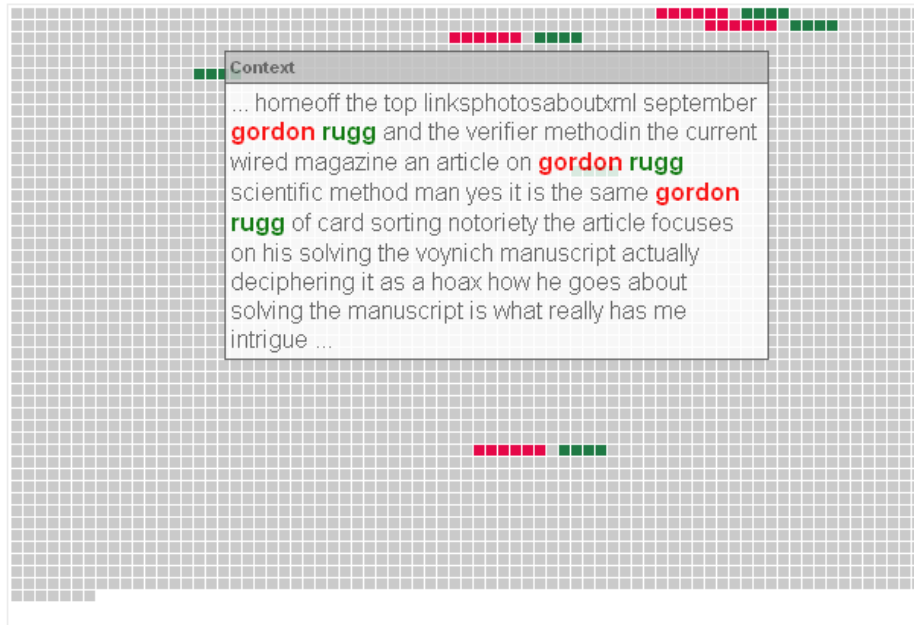 Context
... homeoff the top linksphotosaboutxml september
gordon rugg and the verifier methodin the current
wired magazine an article on gordon rugg
scientific method man yes it is the same gordon
rugg of card sorting notoriety the article focuses
on his solving the voynich manuscript actually
deciphering it as a hoax how he goes about
solving the manuscript is what really has me
intrigue ...